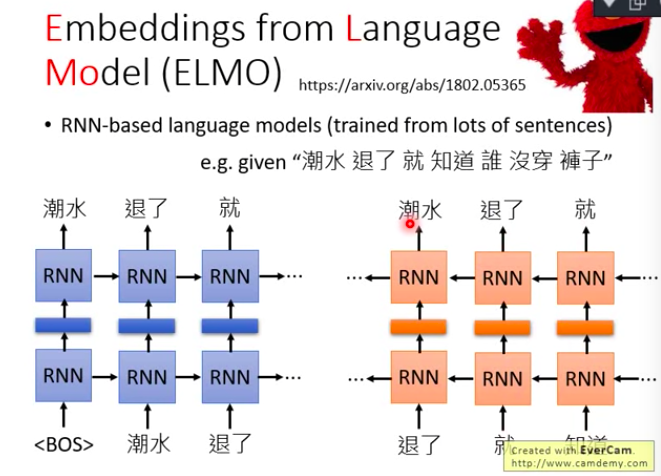 Embeddings from Language
Model (ELMO) https://arxiv.org/abs/1802.05365
• RNN-based language models (trained from lots of sentences)
e.g. given “潮水 退了 就 知道 誰 沒穿 褲子”
潮水 退了 就 潮水 退了 就
RNN RNN RNN ... ... RNN RNN RNN ...
RNN RNN RNN ... ... RNN RNN RNN ...
<BOS> 潮水 退了 退了 就 知道
Created with EverCam.
http://www.camdemy.com